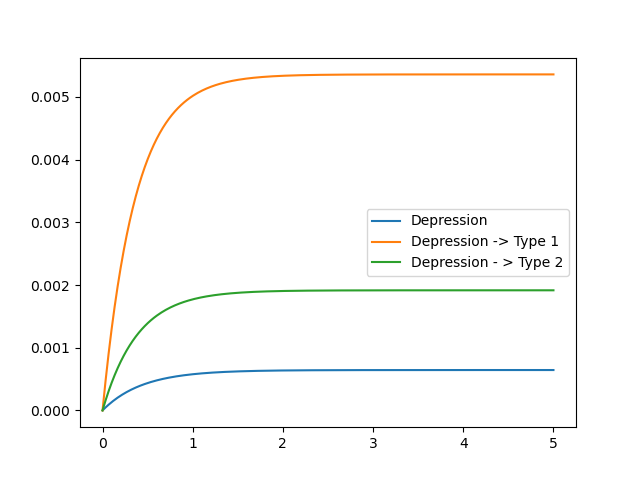 0.005
0.004
0.003
0.002
0.001
0.000
Depression
Depression -> Type 1
Depression - > Type 2
0 1 2 3 4 5